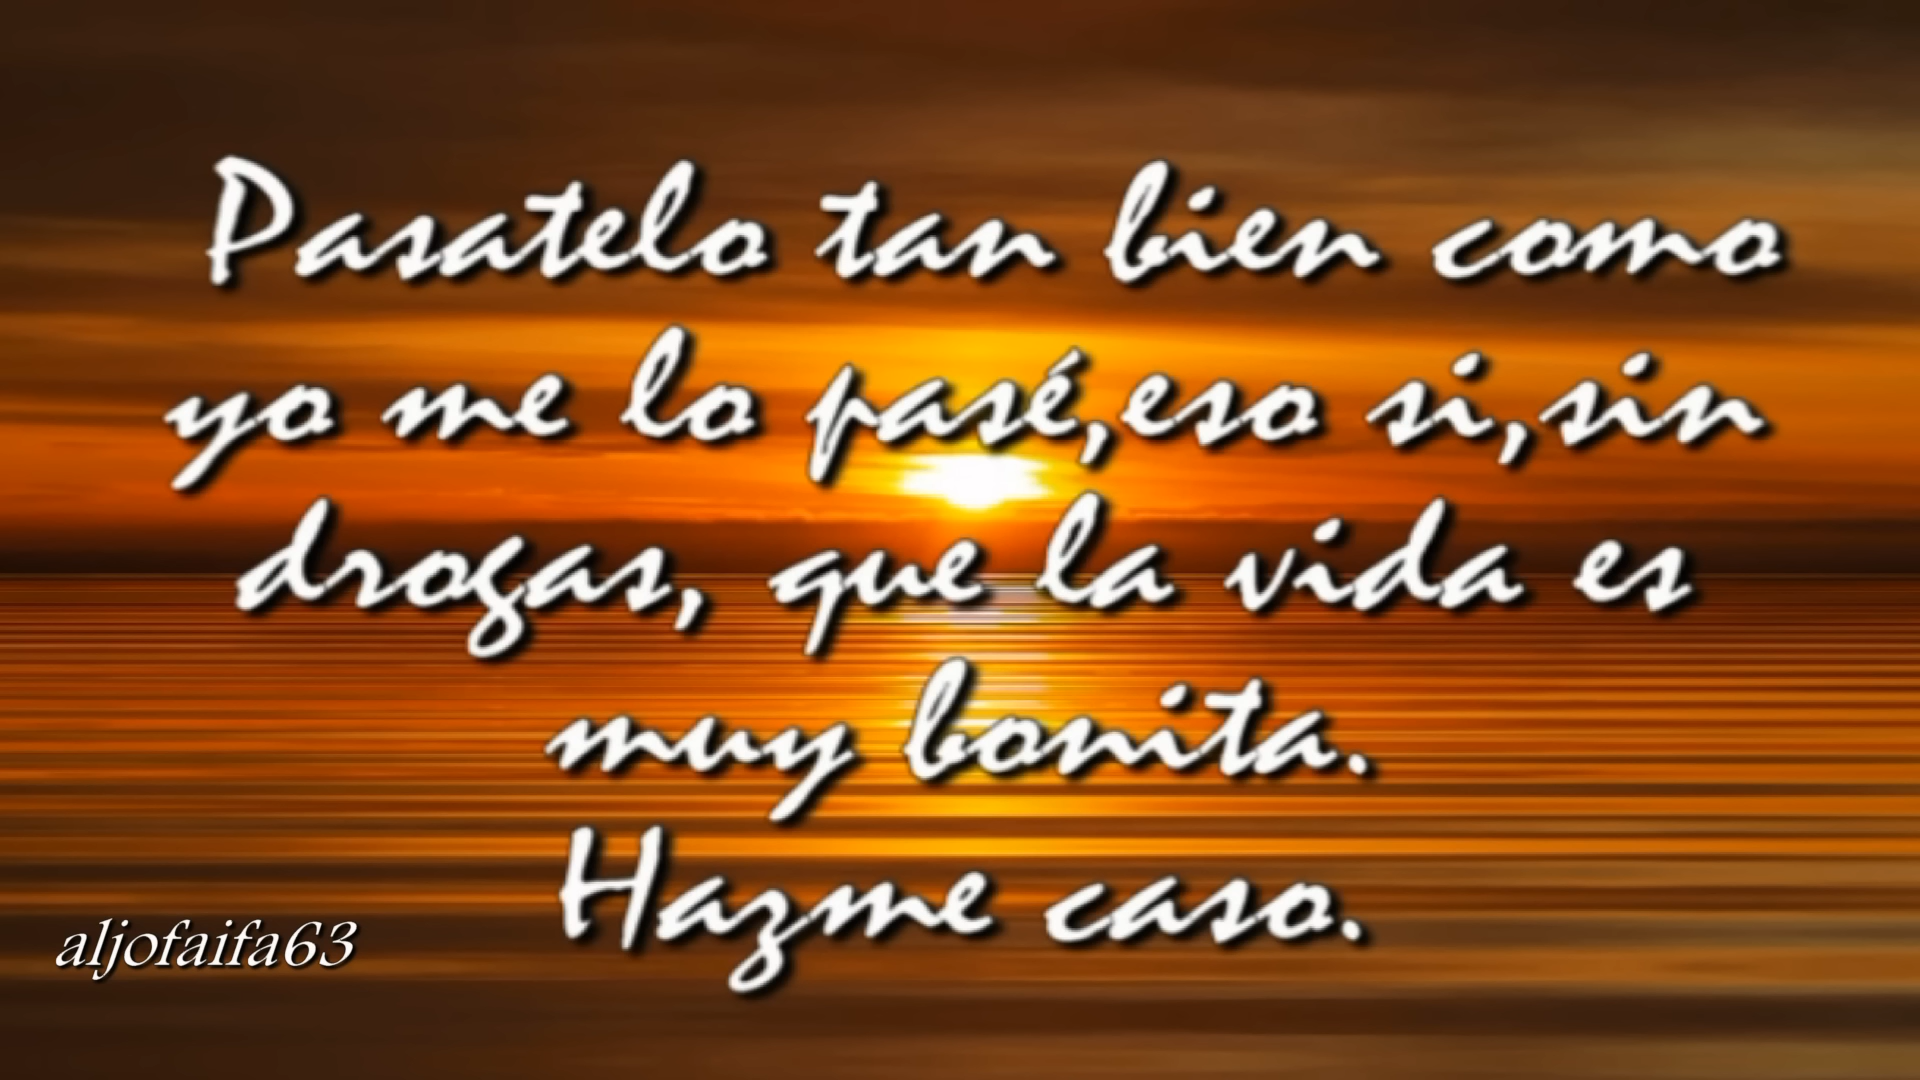 Pasatelo tan bien como
yo me lo pasé,eso si,sin
drogas, que la vida es
muy bonita.
Hazme caso.
aljofaifa63